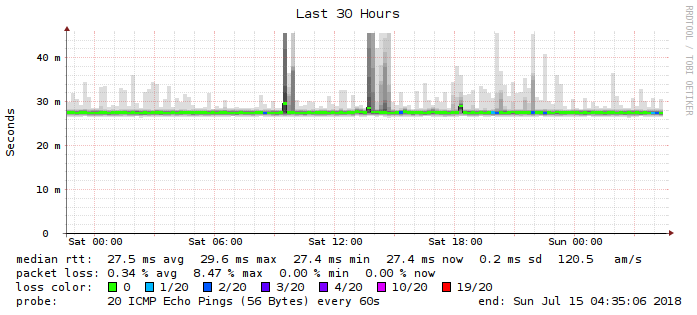 Last 30 Hours
RRDTOOL / TOBI OETIKER
Seconds
40 m
30 m
20 m
10 m
0
Sat 00:00 Sat 06:00 Sat 12:00 Sat 18:00 Sun 00:00
median rtt: 27.5 ms avg 29.6 ms max 27.4 ms min 27.4 ms now 0.2 ms sd 120.5 am/s
packet loss: 0.34 % avg 8.47 % max 0.00 % min 0.00 % now
loss color: 0 1/20 2/20 3/20 4/20 10/20 19/20
probe: 20 ICMP Echo Pings (56 Bytes) every 60s end: Sun Jul 15 04:35:06 2018